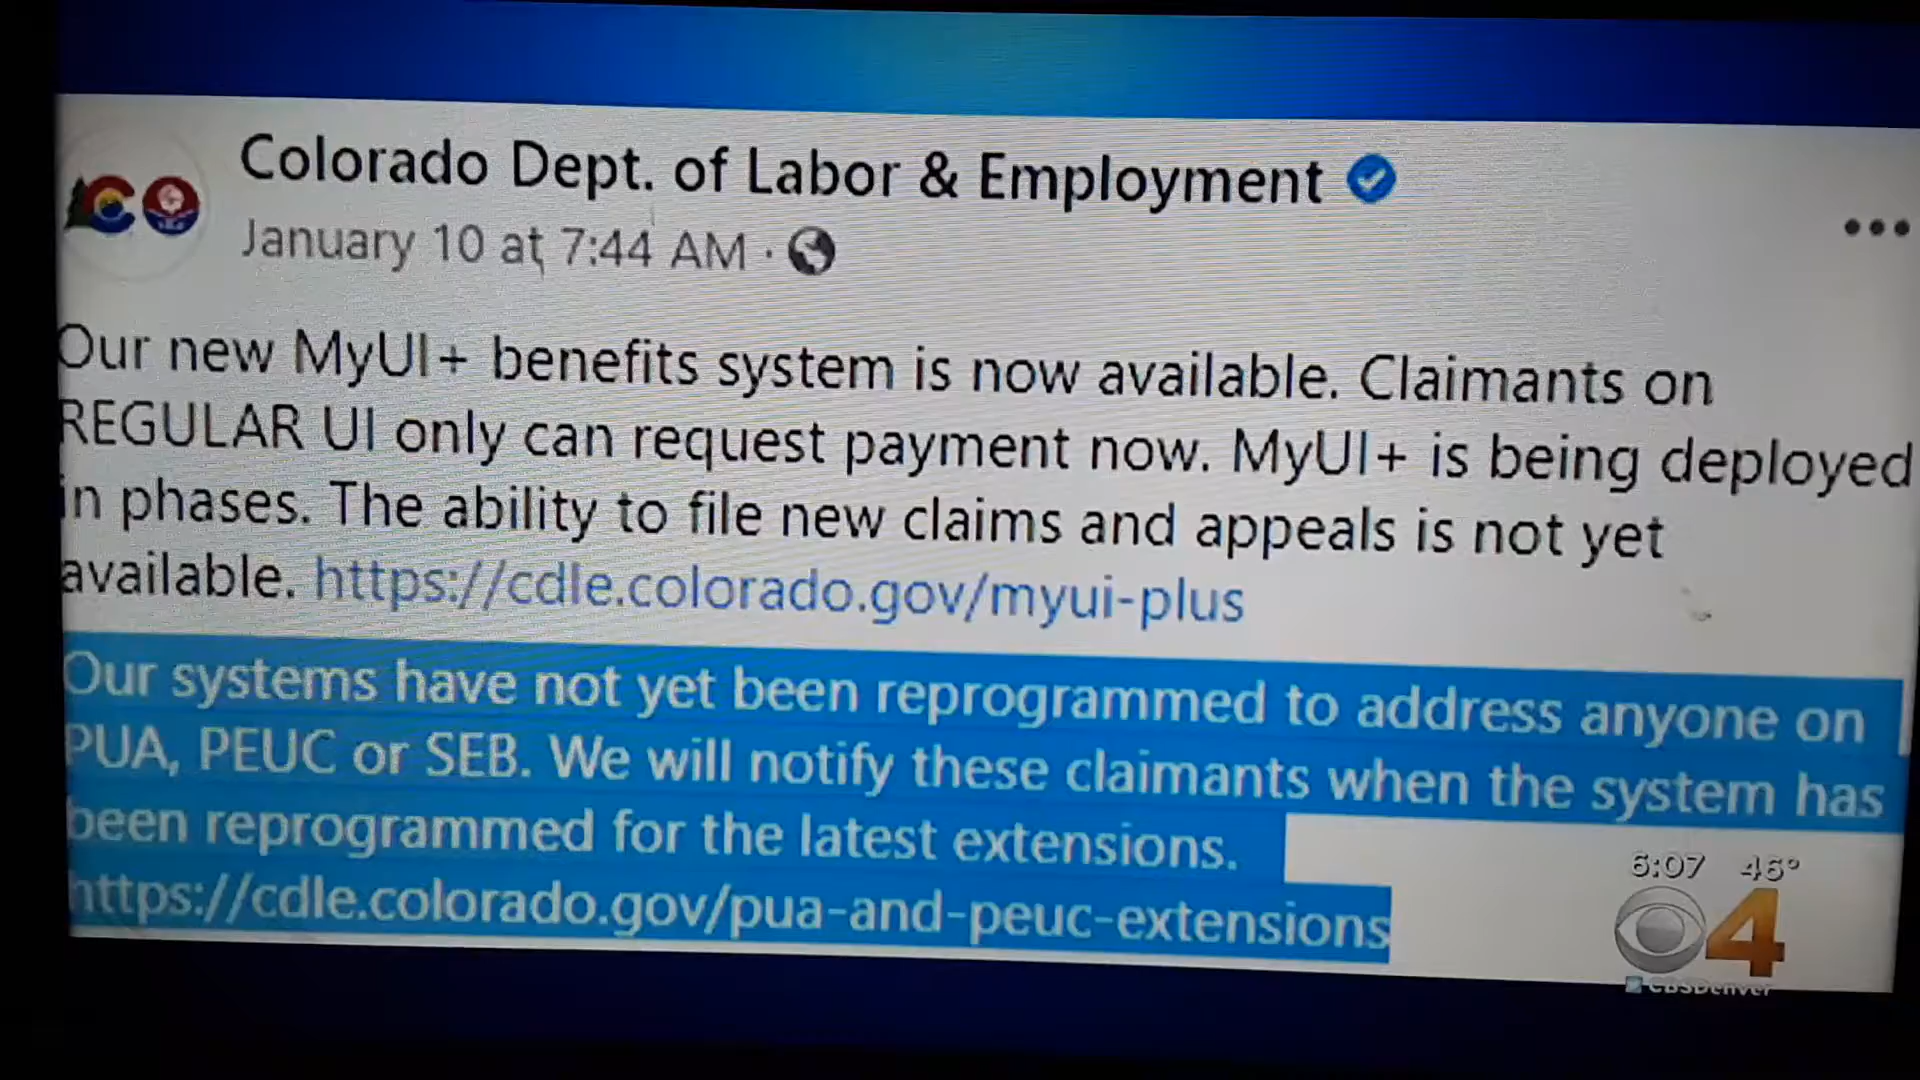 Colorado Dept. of Labor & Employment
January 10 at 7:44 AM ·
Our new MyUI+ benefits system is now available. Claimants on
REGULAR UI only can request payment now. MyUI+ is being deployed
in phases. The ability to file new claims and appeals is not yet
available. https://cdle.colorado.gov/myui-plus
Our systems have not yet been reprogrammed to address anyone on
PUA, PEUC or SEB. We will notify these claimants when the system has
been reprogrammed for the latest extensions.
https://cdle.colorado.gov/pua-and-peuc-extensions
6:07 46°
4
CBSDenver